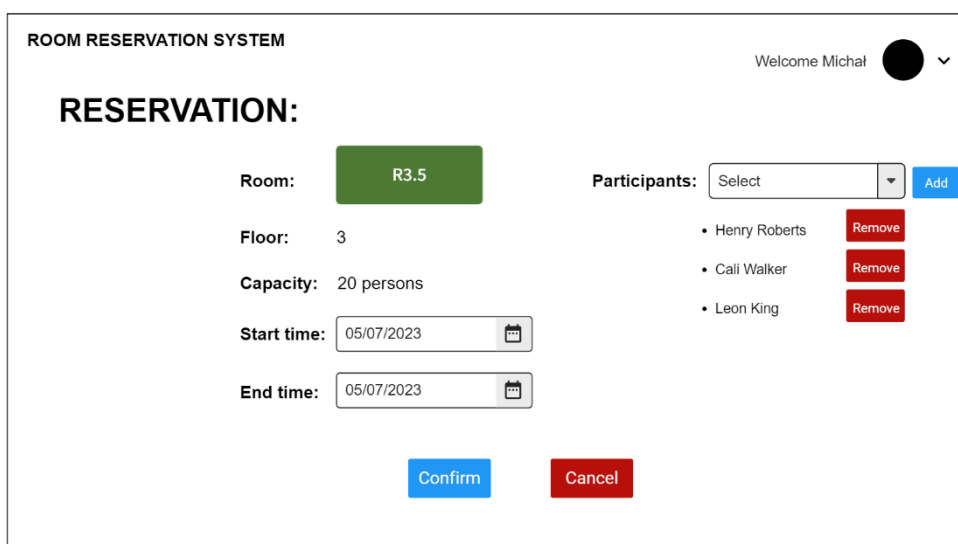 ROOM RESERVATION SYSTEM
Welcome Michał
RESERVATION:
Room:
R3.5
Floor:
3
Capacity:
20 persons
Start time:
05/07/2023
End time:
05/07/2023
Participants:
Select
Add
Henry Roberts
Remove
Cali Walker
Remove
Leon King
Remove
Confirm
Cancel